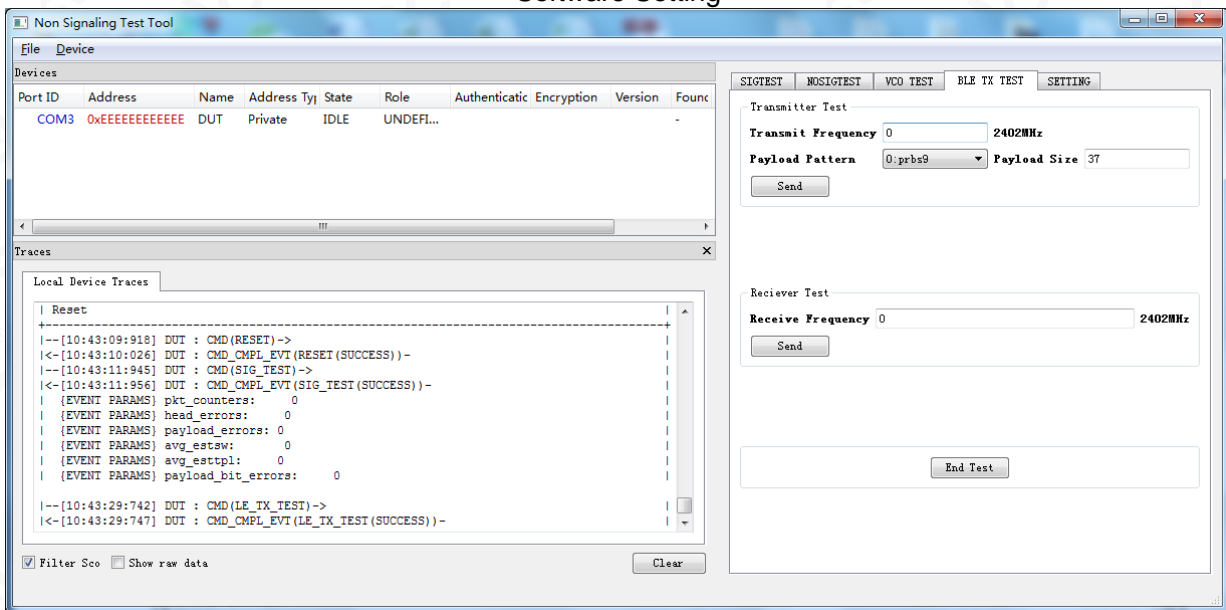 Software Setting
Non Signaling Test Tool
File Device
Devices
Port ID Address Name Address Typ State Role Authenticatic Encryption Version Founc
COM3 0xEEEEEEEEEEEE DUT Private IDLE UNDEFI... -
Traces
Local Device Traces
| Reset |
+-----------------------------------------------------------------------------+
|--[10:43:09:918] DUT : CMD(RESET)-> |
|<-[10:43:10:026] DUT : CMD_CMPL_EVT(RESET(SUCCESS))- |
|--[10:43:11:945] DUT : CMD(SIG_TEST)-> |
|<-[10:43:11:956] DUT : CMD_CMPL_EVT(SIG_TEST(SUCCESS))- |
| {EVENT PARAMS} pkt_counters: 0 |
| {EVENT PARAMS} head_errors: 0 |
| {EVENT PARAMS} payload_errors: 0 |
| {EVENT PARAMS} avg_estsw: 0 |
| {EVENT PARAMS} avg_esttpl: 0 |
| {EVENT PARAMS} payload_bit_errors: 0 |
|--[10:43:29:742] DUT : CMD(LE_TX_TEST)-> |
|<-[10:43:29:747] DUT : CMD_CMPL_EVT(LE_TX_TEST(SUCCESS))- |
Filter Sco Show raw data Clear
SIGTEST NOSIGTEST VCO TEST BLE TX TEST SETTING
Transmitter Test
Transmit Frequency 0 2402MHz
Payload Pattern 0:prbs9 Payload Size 37
Send
Reciever Test
Receive Frequency 0 2402MHz
Send
End Test